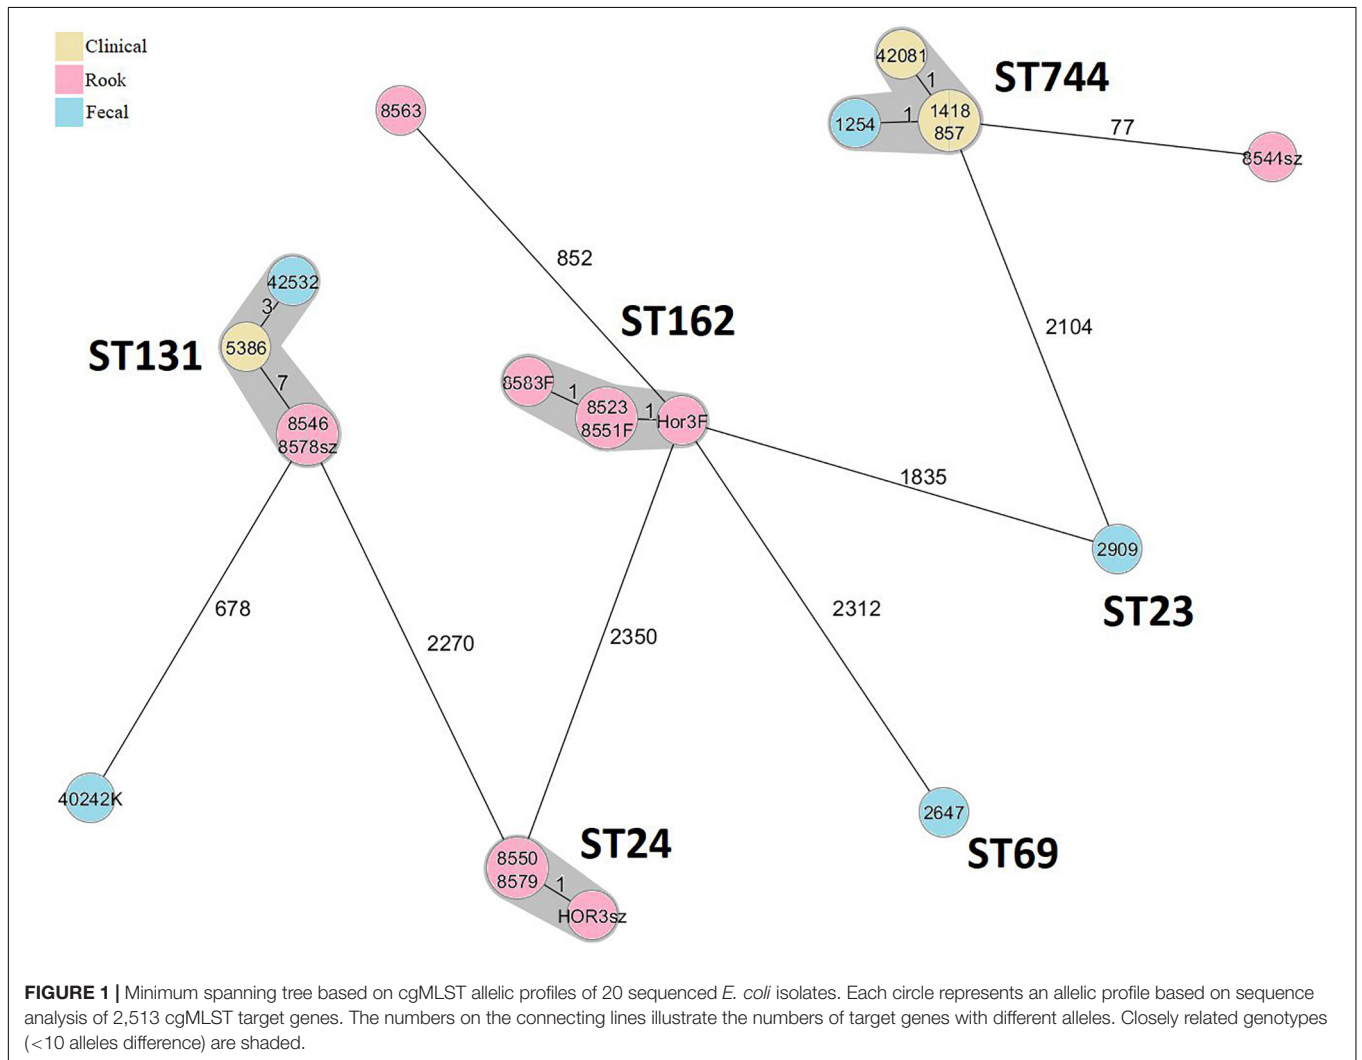 Clinical
Rook
Fecal
42081
1
ST744
1254
1
1418
857
77
8544sz
8563
852
2104
42532
3
ST131
5386
7
8546
8578sz
ST162
8583F
1
8523
8551F
1
Hor3F
1835
2909
ST23
678
2270
2350
2312
40242K
2647
ST69
ST24
8550
8579
1
HOR3sz
FIGURE 1 | Minimum spanning tree based on cgMLST allelic profiles of 20 sequenced E. coli isolates. Each circle represents an allelic profile based on sequence
analysis of 2,513 cgMLST target genes. The numbers on the connecting lines illustrate the numbers of target genes with different alleles. Closely related genotypes
(<10 alleles difference) are shaded.